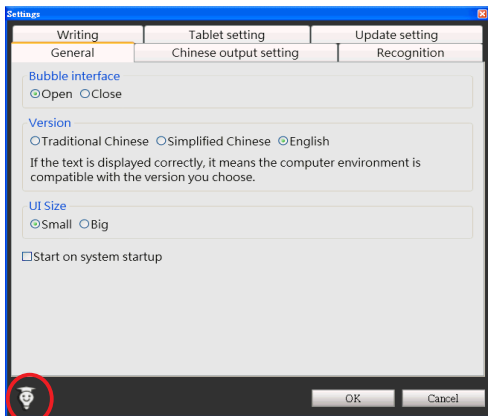 Settings
Writing Tablet setting Update setting
General Chinese output setting Recognition
Bubble interface
Open Close
Version
Traditional Chinese Simplified Chinese English
If the text is displayed correctly, it means the computer environment is
compatible with the version you choose.
UI Size
Small Big
Start on system startup
OK Cancel